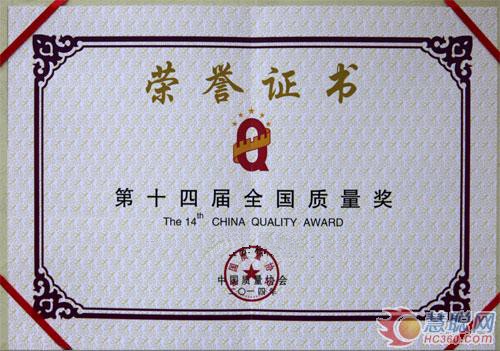 荣誉证书
Q
第十四届全国质量奖
The 14th CHINA QUALITY AWARD
中国质量协会
二〇一四年
慧聪网
HC360.com